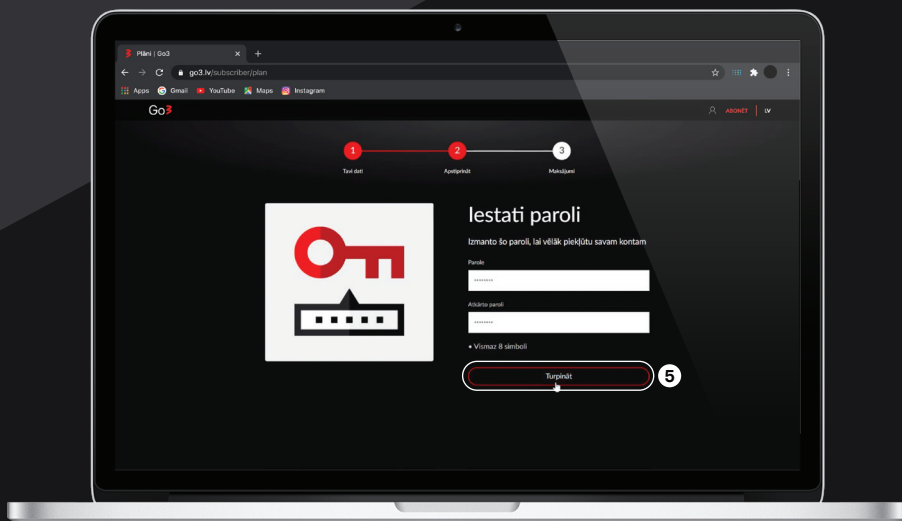 Plāni | Go3
go3.lv/subscriber/plan
Apps Gmail YouTube Maps Instagram
Go3
ABONĒT LV
1 2 3
Tavi dati Apstiprināt Maksājumi
Iestati paroli
Izmanto šo paroli, lai vēlāk piekļūtu savam kontam
Parole
••••••••
Atkārto paroli
••••••••
• Vismaz 8 simboli
Turpināt 5